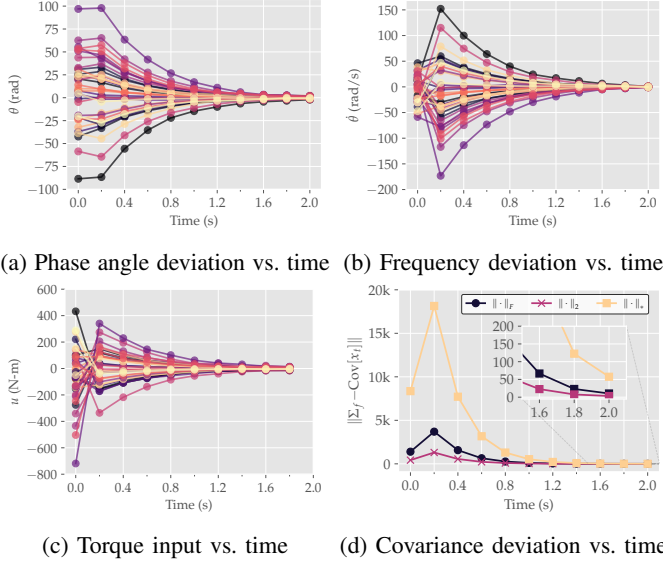 100
75
50
25
0
−25
−50
−75
−100
θ (rad)
0.0 0.4 0.8 1.2 1.6 2.0
Time (s)
150
100
50
0
−50
−100
−150
−200
θ̇ (rad/s)
0.0 0.4 0.8 1.2 1.6 2.0
Time (s)
(a) Phase angle deviation vs. time (b) Frequency deviation vs. time
600
400
200
0
−200
−400
−600
−800
u (N-m)
0.0 0.4 0.8 1.2 1.6 2.0
Time (s)
20k
15k
10k
5k
0
‖Σf −Cov[xt]‖
‖ · ‖F ‖ · ‖2 ‖ · ‖*
200
150
100
50
0
1.6 1.8 2.0
0.0 0.4 0.8 1.2 1.6 2.0
Time (s)
(c) Torque input vs. time (d) Covariance deviation vs. time